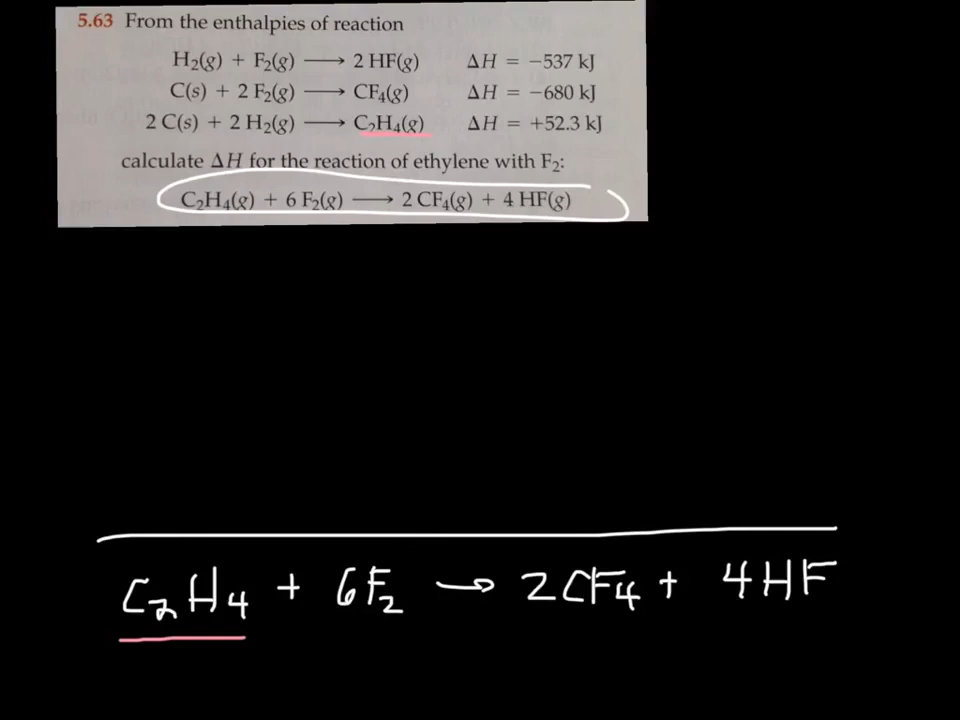 5.63 From the enthalpies of reaction
H₂(g) + F₂(g) ⟶ 2 HF(g) ΔH = −537 kJ
C(s) + 2 F₂(g) ⟶ CF₄(g) ΔH = −680 kJ
2 C(s) + 2 H₂(g) ⟶ C₂H₄(g) ΔH = +52.3 kJ
calculate ΔH for the reaction of ethylene with F₂:
C₂H₄(g) + 6 F₂(g) ⟶ 2 CF₄(g) + 4 HF(g)
C₂H₄ + 6F₂ → 2CF₄ + 4HF